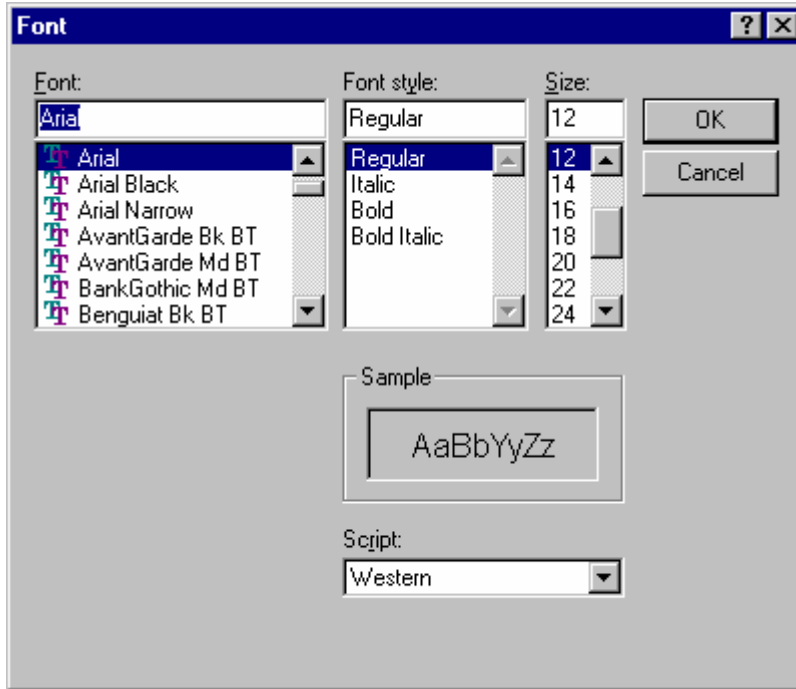 Font
Font: Font style: Size:
Arial Regular 12 OK
Arial Regular 12 Cancel
Arial Black Italic 14
Arial Narrow Bold 16
AvantGarde Bk BT Bold Italic 18
AvantGarde Md BT 20
BankGothic Md BT 22
Benguiat Bk BT 24
Sample
AaBbYyZz
Script:
Western